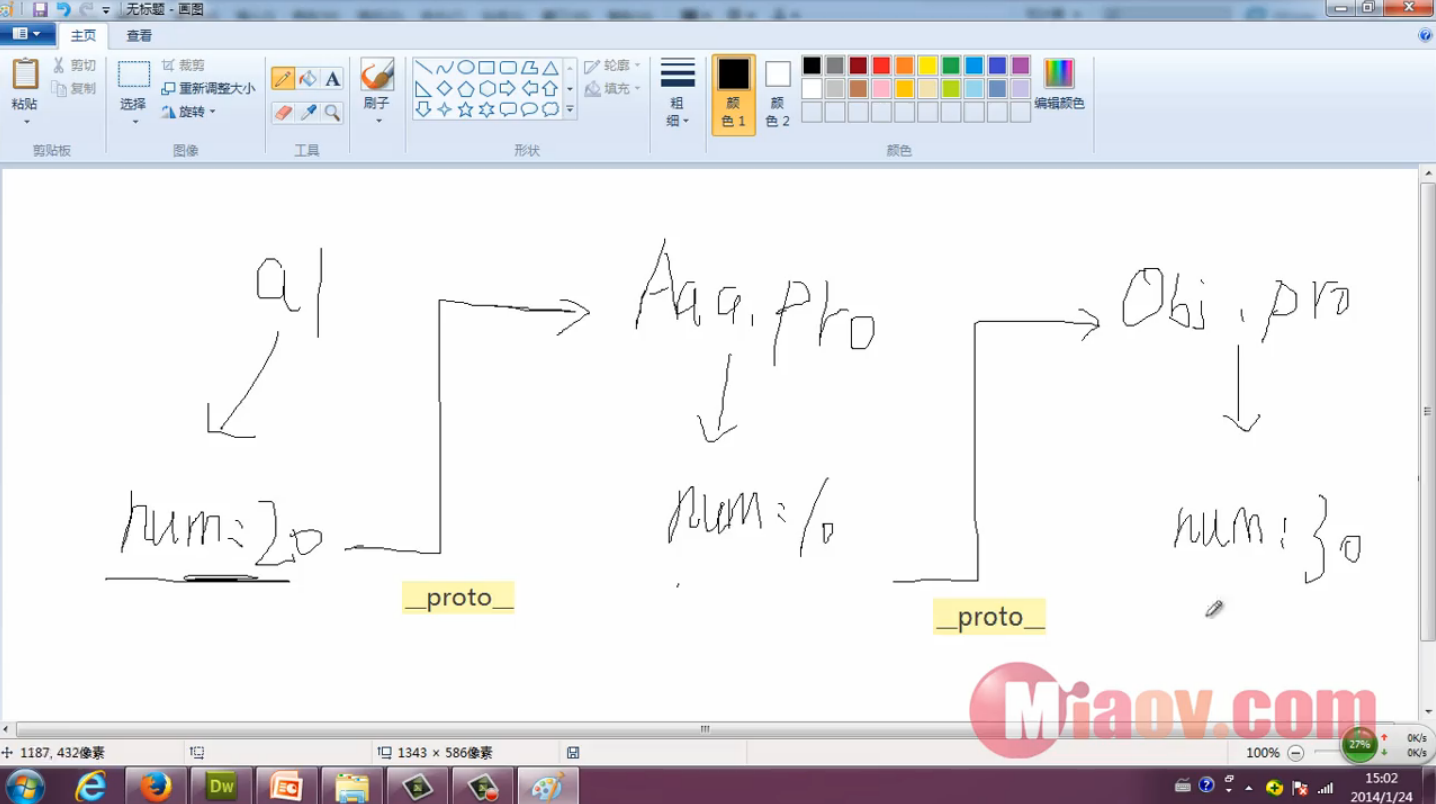 无标题 - 画图
主页 查看
粘贴 剪切 复制 选择 裁剪 重新调整大小 旋转 A 刷子 轮廓 填充 粗细 颜色 1 颜色 2 编辑颜色
剪贴板 图像 工具 形状 颜色
a1 Aaa.pro Obj.pro
num=20 num:10 num:30
__proto__ __proto__
Miaov.com
1187, 432像素 1343 × 586像素 100% 27% 0K/s 0K/s
Dw 15:02
2014/1/24